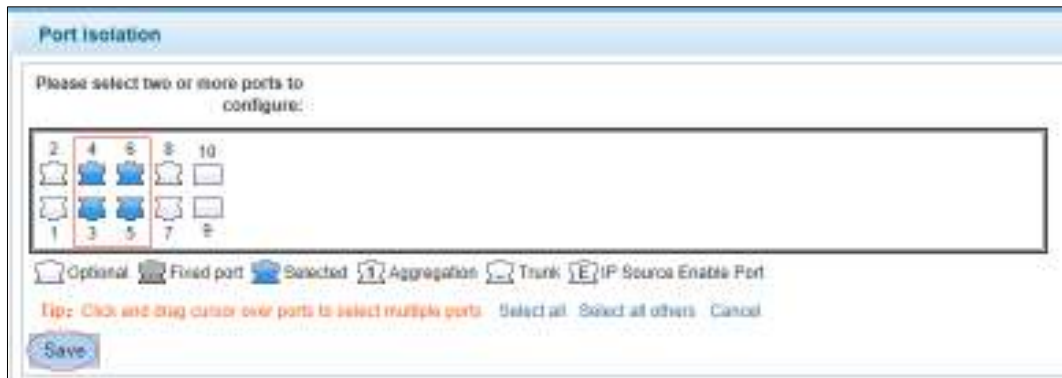 Port isolation
Please select two or more ports to
configure:
2 4 6 8 10
1 3 5 7 9
Optional Fixed port Selected 1 Aggregation Trunk E IP Source Enable Port
Tip: Click and drag cursor over ports to select multiple ports Select all Select all others Cancel
Save